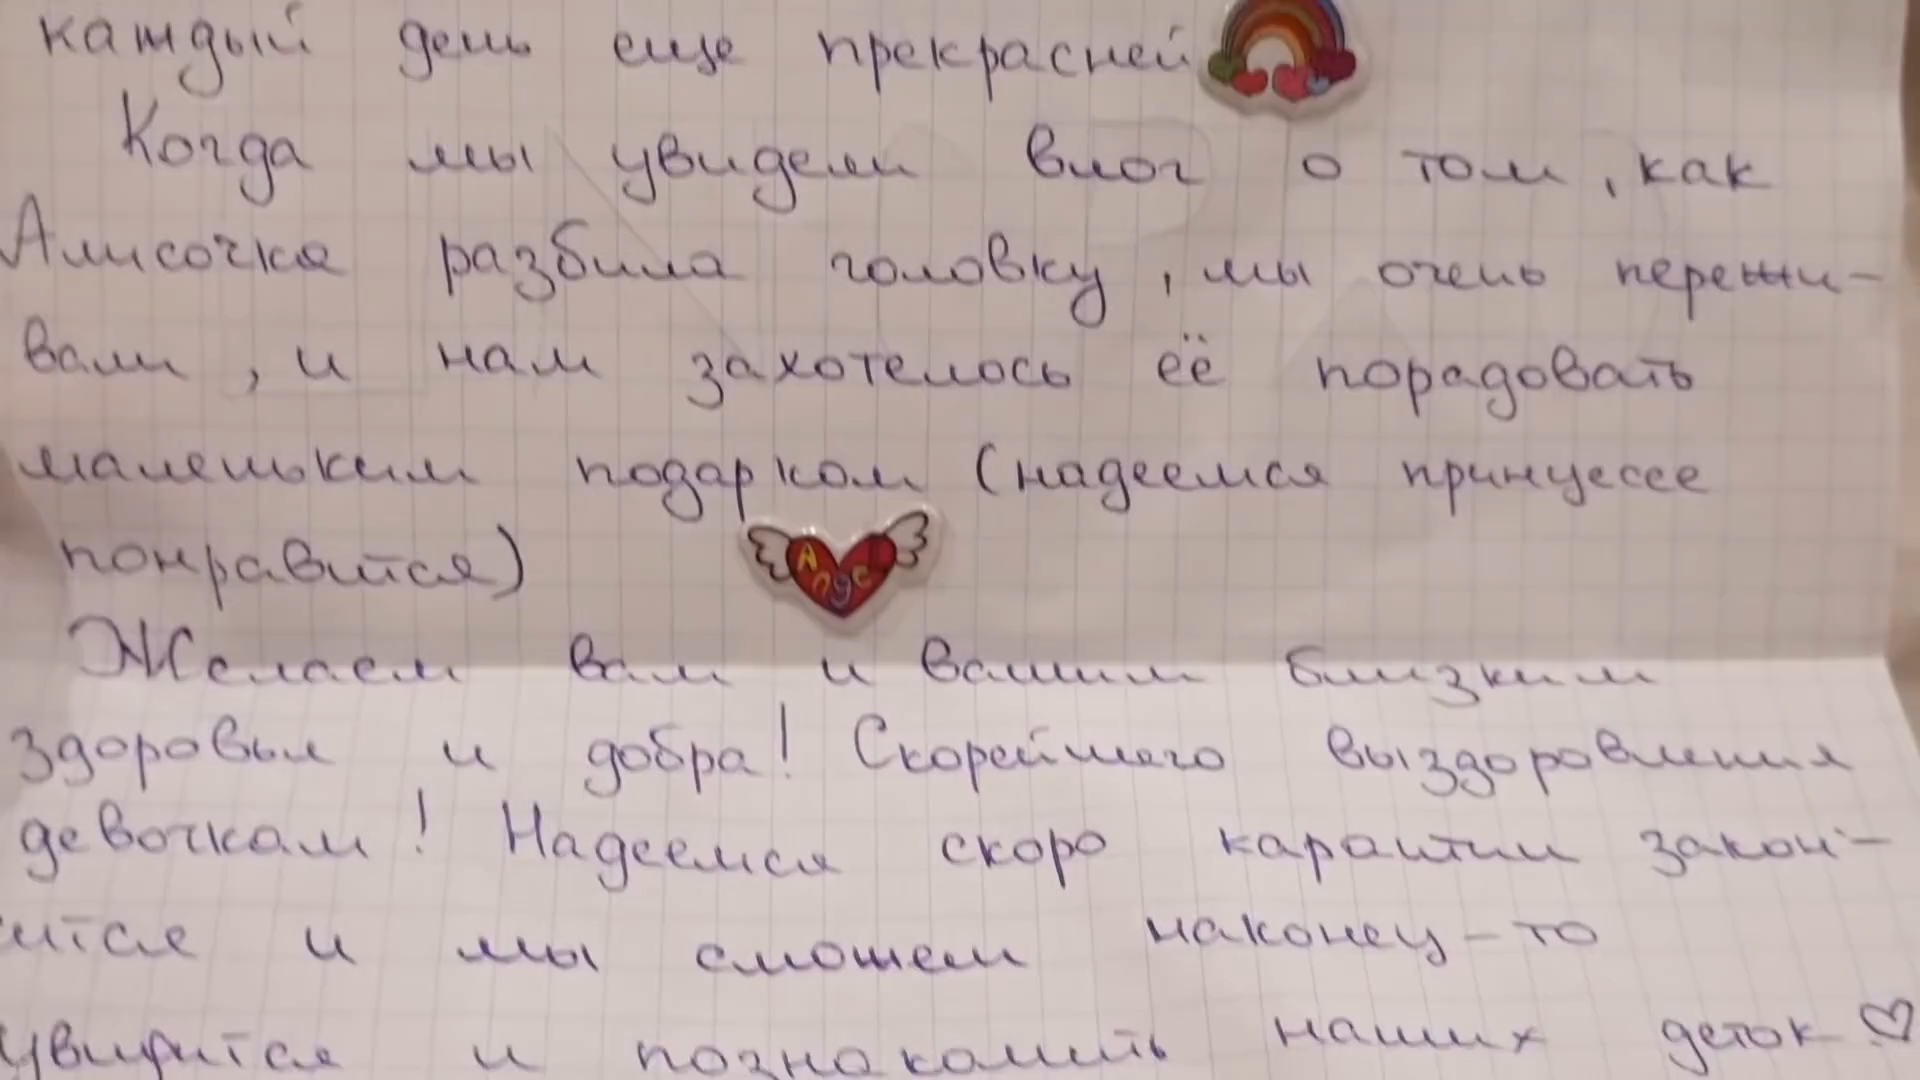 каждый день еще прекрасней
Когда мы увидели влог о том, как
Алисочка разбила головку, мы очень пережи-
вали, и нам захотелось её порадовать
маленьким подарком (надеемся принцессе
понравится)
Желаем вам и вашим близким
здоровья и добра! Скорейшего выздоровления
девочкам! Надеемся скоро карантин закон-
ится и мы сможем наконец-то
увидится и познакомить наших деток ♡